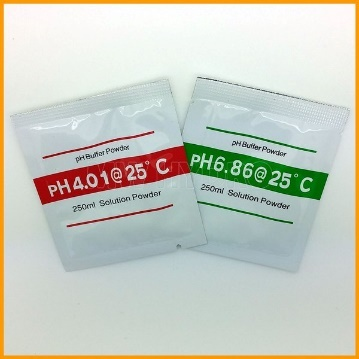 pH Buffer Powder
PH4.01@ 25°C
250ml Solution Powder
pH Buffer Powder
PH6.86@ 25°C
250ml Solution Powder